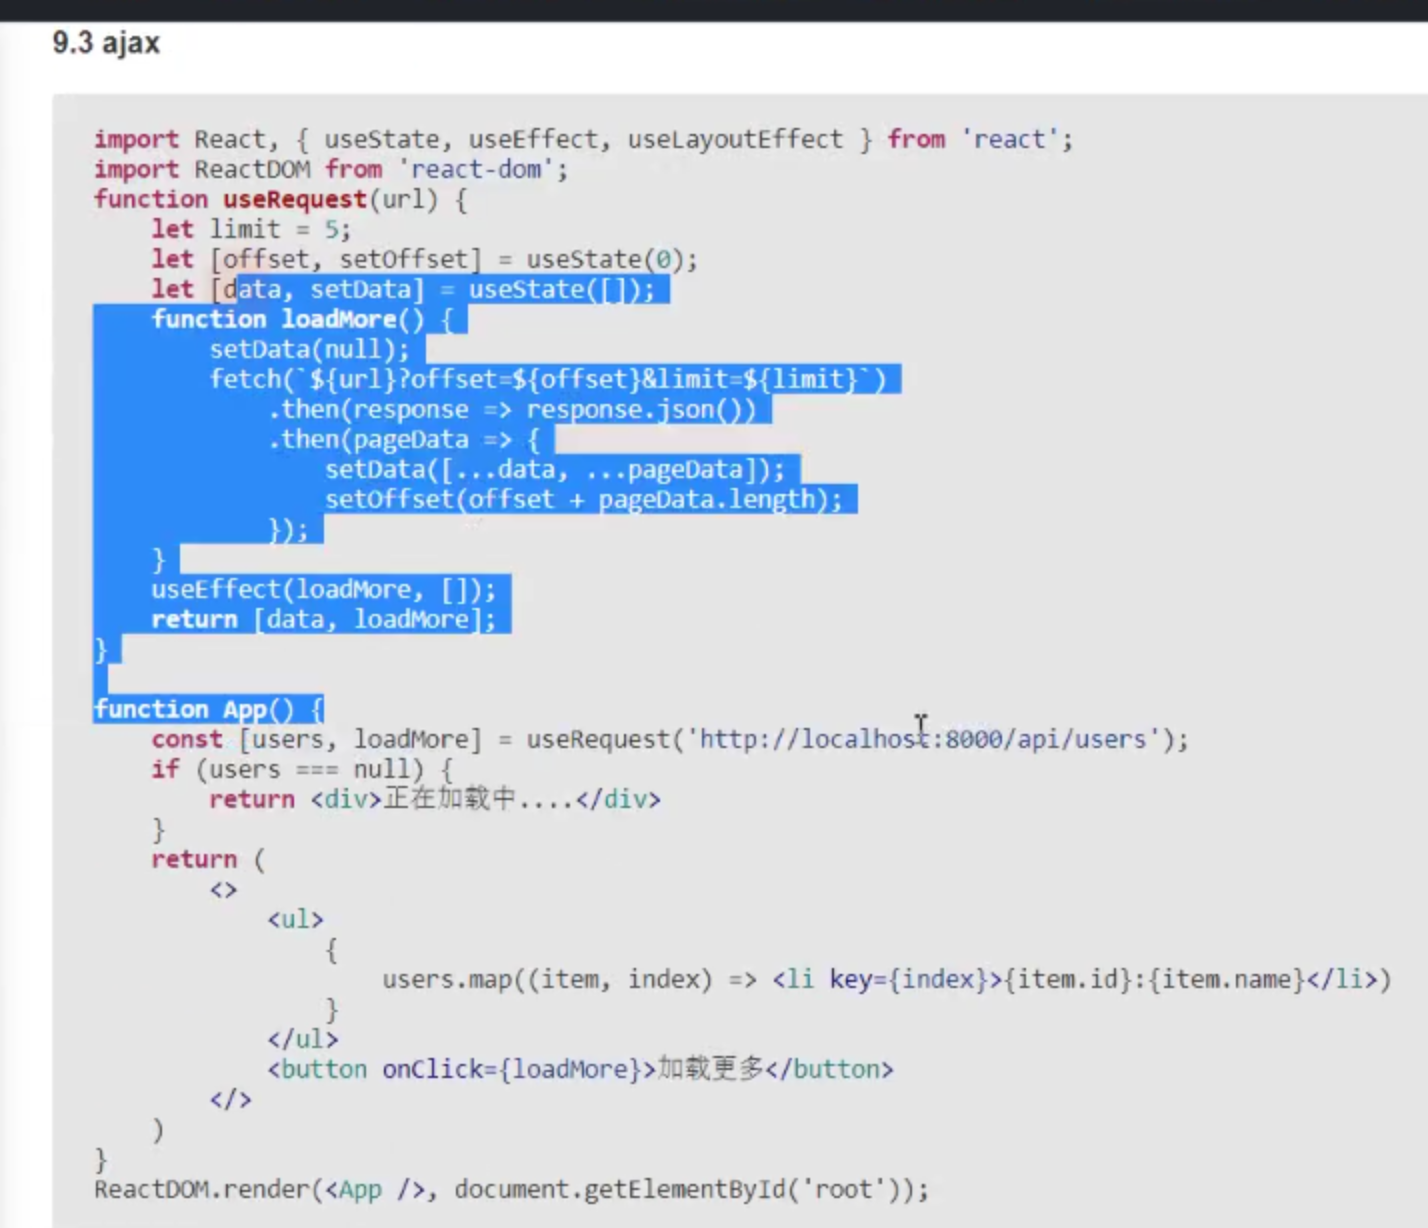 9.3 ajax
import React, { useState, useEffect, useLayoutEffect } from 'react';
import ReactDOM from 'react-dom';
function useRequest(url) {
    let limit = 5;
    let [offset, setOffset] = useState(0);
    let [data, setData] = useState([]);
    function loadMore() {
        setData(null);
        fetch(`${url}?offset=${offset}&limit=${limit}`)
            .then(response => response.json())
            .then(pageData => {
                setData([...data, ...pageData]);
                setOffset(offset + pageData.length);
            });
    }
    useEffect(loadMore, []);
    return [data, loadMore];
}
function App() {
    const [users, loadMore] = useRequest('http://localhost:8000/api/users');
    if (users === null) {
        return <div>正在加载中....</div>
    }
    return (
        <>
            <ul>
                {
                    users.map((item, index) => <li key={index}>{item.id}:{item.name}</li>)
                }
            </ul>
            <button onClick={loadMore}>加载更多</button>
        </>
    )
}
ReactDOM.render(<App />, document.getElementById('root'));